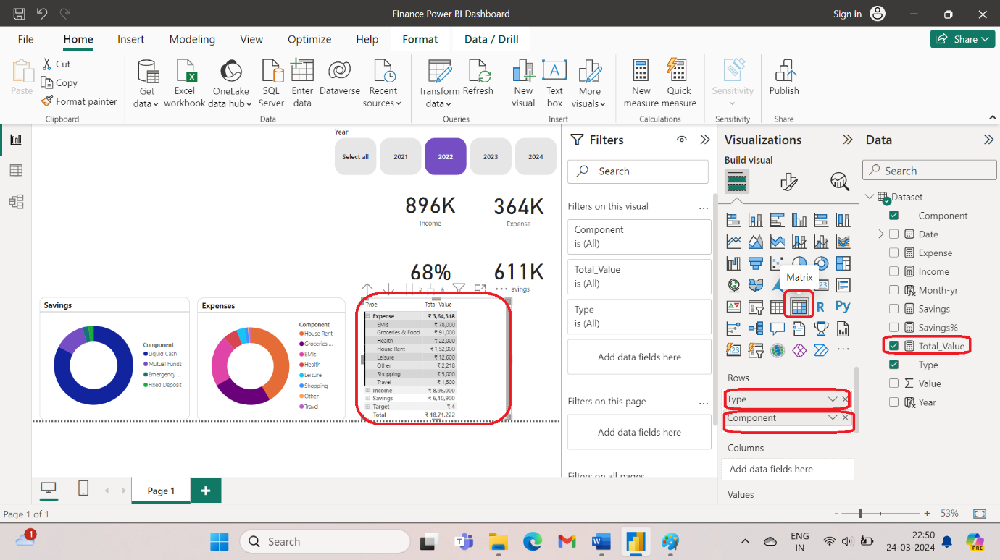 Finance Power BI Dashboard
Sign in
File Home Insert Modeling View Optimize Help Format Data / Drill
Share
Paste
Cut
Copy
Format painter
Clipboard
Get data
Excel workbook
OneLake data hub
SQL Server
Enter data
Dataverse
Recent sources
Data
Transform data
Refresh
Queries
New visual
Text box
More visuals
Insert
New measure
Quick measure
Calculations
Sensitivity
Sensitivity
Publish
Share
Year
Select all 2021 2022 2023 2024
896K
Income
364K
Expense
68%
611K
avings
Savings
Component
Liquid Cash
Mutual Funds
Emergency ...
Fixed Deposit
Expenses
Component
House Rent
Groceries ...
EMIs
Health
Leisure
Shopping
Other
Travel
Type Total_Value
Expense ₹ 3,64,318
EMIs ₹ 78,000
Groceries & Food ₹ 91,000
Health ₹ 22,000
House Rent ₹ 1,52,000
Leisure ₹ 12,600
Other ₹ 2,218
Shopping ₹ 5,000
Travel ₹ 1,500
Income ₹ 8,96,000
Savings ₹ 6,10,900
Target ₹ 4
Total ₹ 18,71,222
Filters
Search
Filters on this visual ...
Component
is (All)
Total_Value
is (All)
Type
is (All)
Add data fields here
Filters on this page ...
Add data fields here
Filters on all pages
Visualizations
Build visual
Matrix
123
R
Py
123
...
Rows
Type
Component
Columns
Add data fields here
Values
Data
Search
Dataset
Component
Date
Expense
Income
Month-yr
Savings
Savings%
Total_Value
Type
Value
Year
Page 1
Page 1 of 1
- + 53%
1
Search
PRE
ENG
IN
22:50
24-03-2024